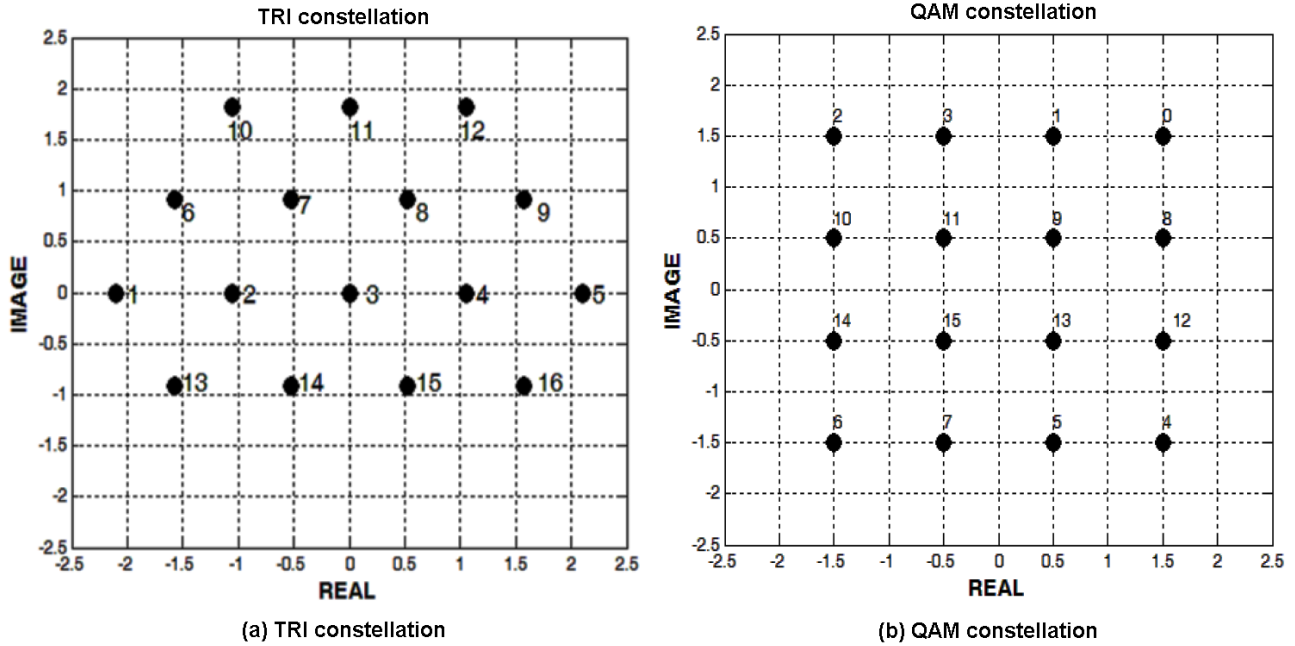 TRI constellation
2.5
2
1.5
1
0.5
0
-0.5
-1
-1.5
-2
-2.5
10 11 12
6 7 8 9
1 2 3 4 5
13 14 15 16
-2.5 -2 -1.5 -1 -0.5 0 0.5 1 1.5 2 2.5
IMAGE
REAL
(a) TRI constellation
QAM constellation
2.5
2
1.5
1
0.5
0
-0.5
-1
-1.5
-2
-2.5
2 3 1 0
10 11 9 8
14 15 13 12
6 7 5 4
-2.5 -2 -1.5 -1 -0.5 0 0.5 1 1.5 2 2.5
IMAGE
REAL
(b) QAM constellation